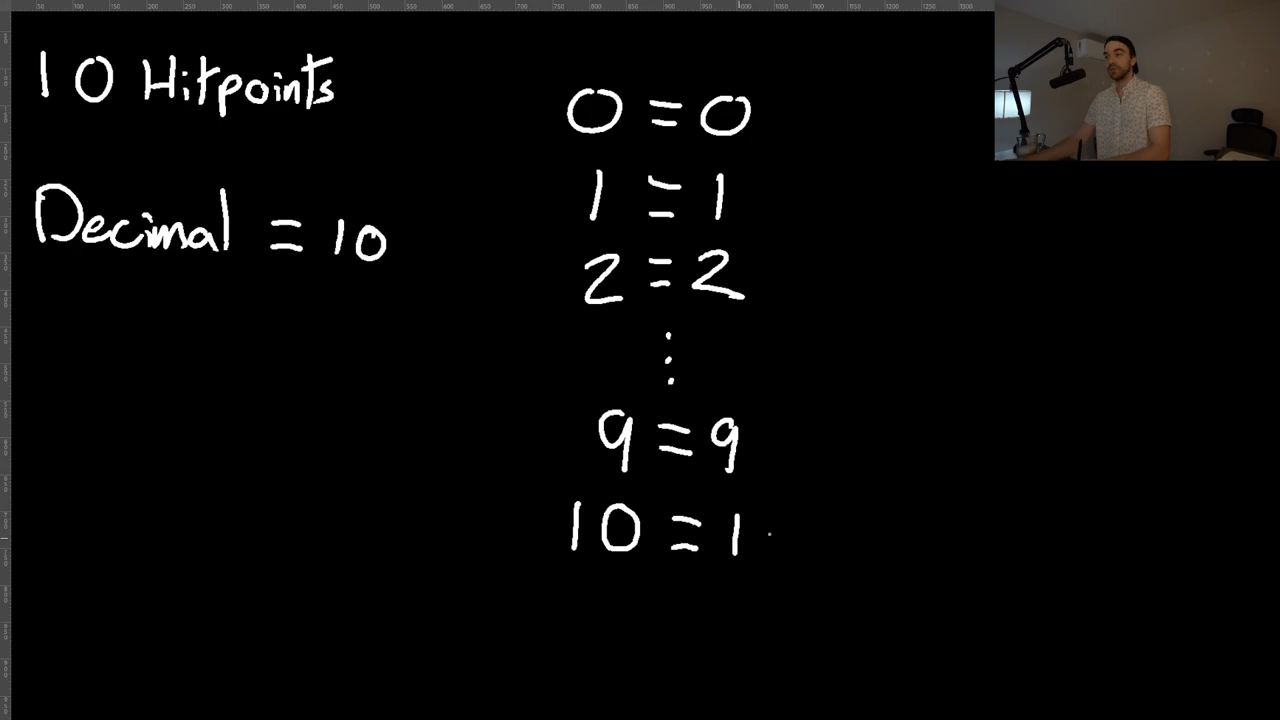 10 Hitpoints
Decimal = 10
0 = 0
1 = 1
2 = 2
⋮
9 = 9
10 = 1